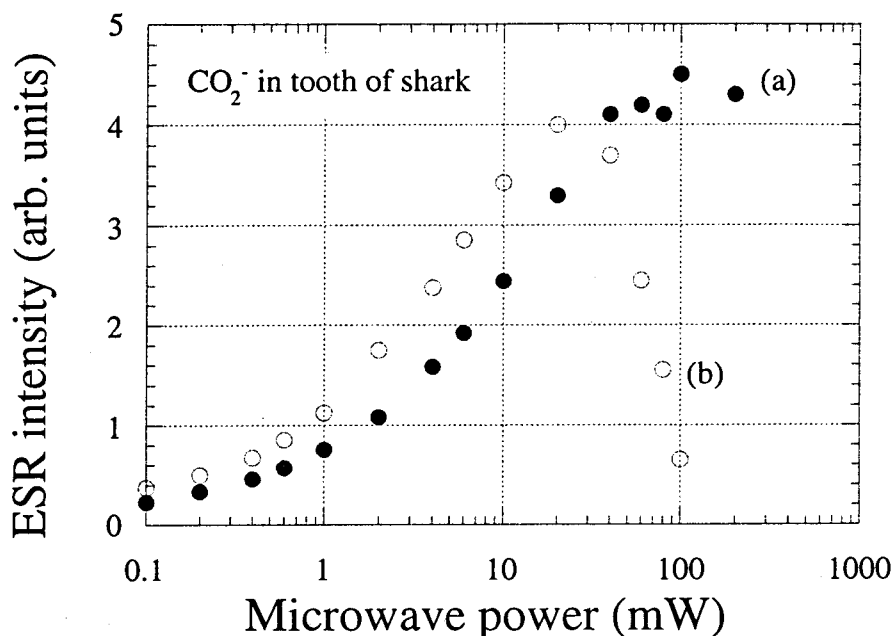 5
4
3
2
1
0
ESR intensity (arb. units)
CO₂⁻ in tooth of shark
(a)
(b)
0.1 1 10 100 1000
Microwave power (mW)